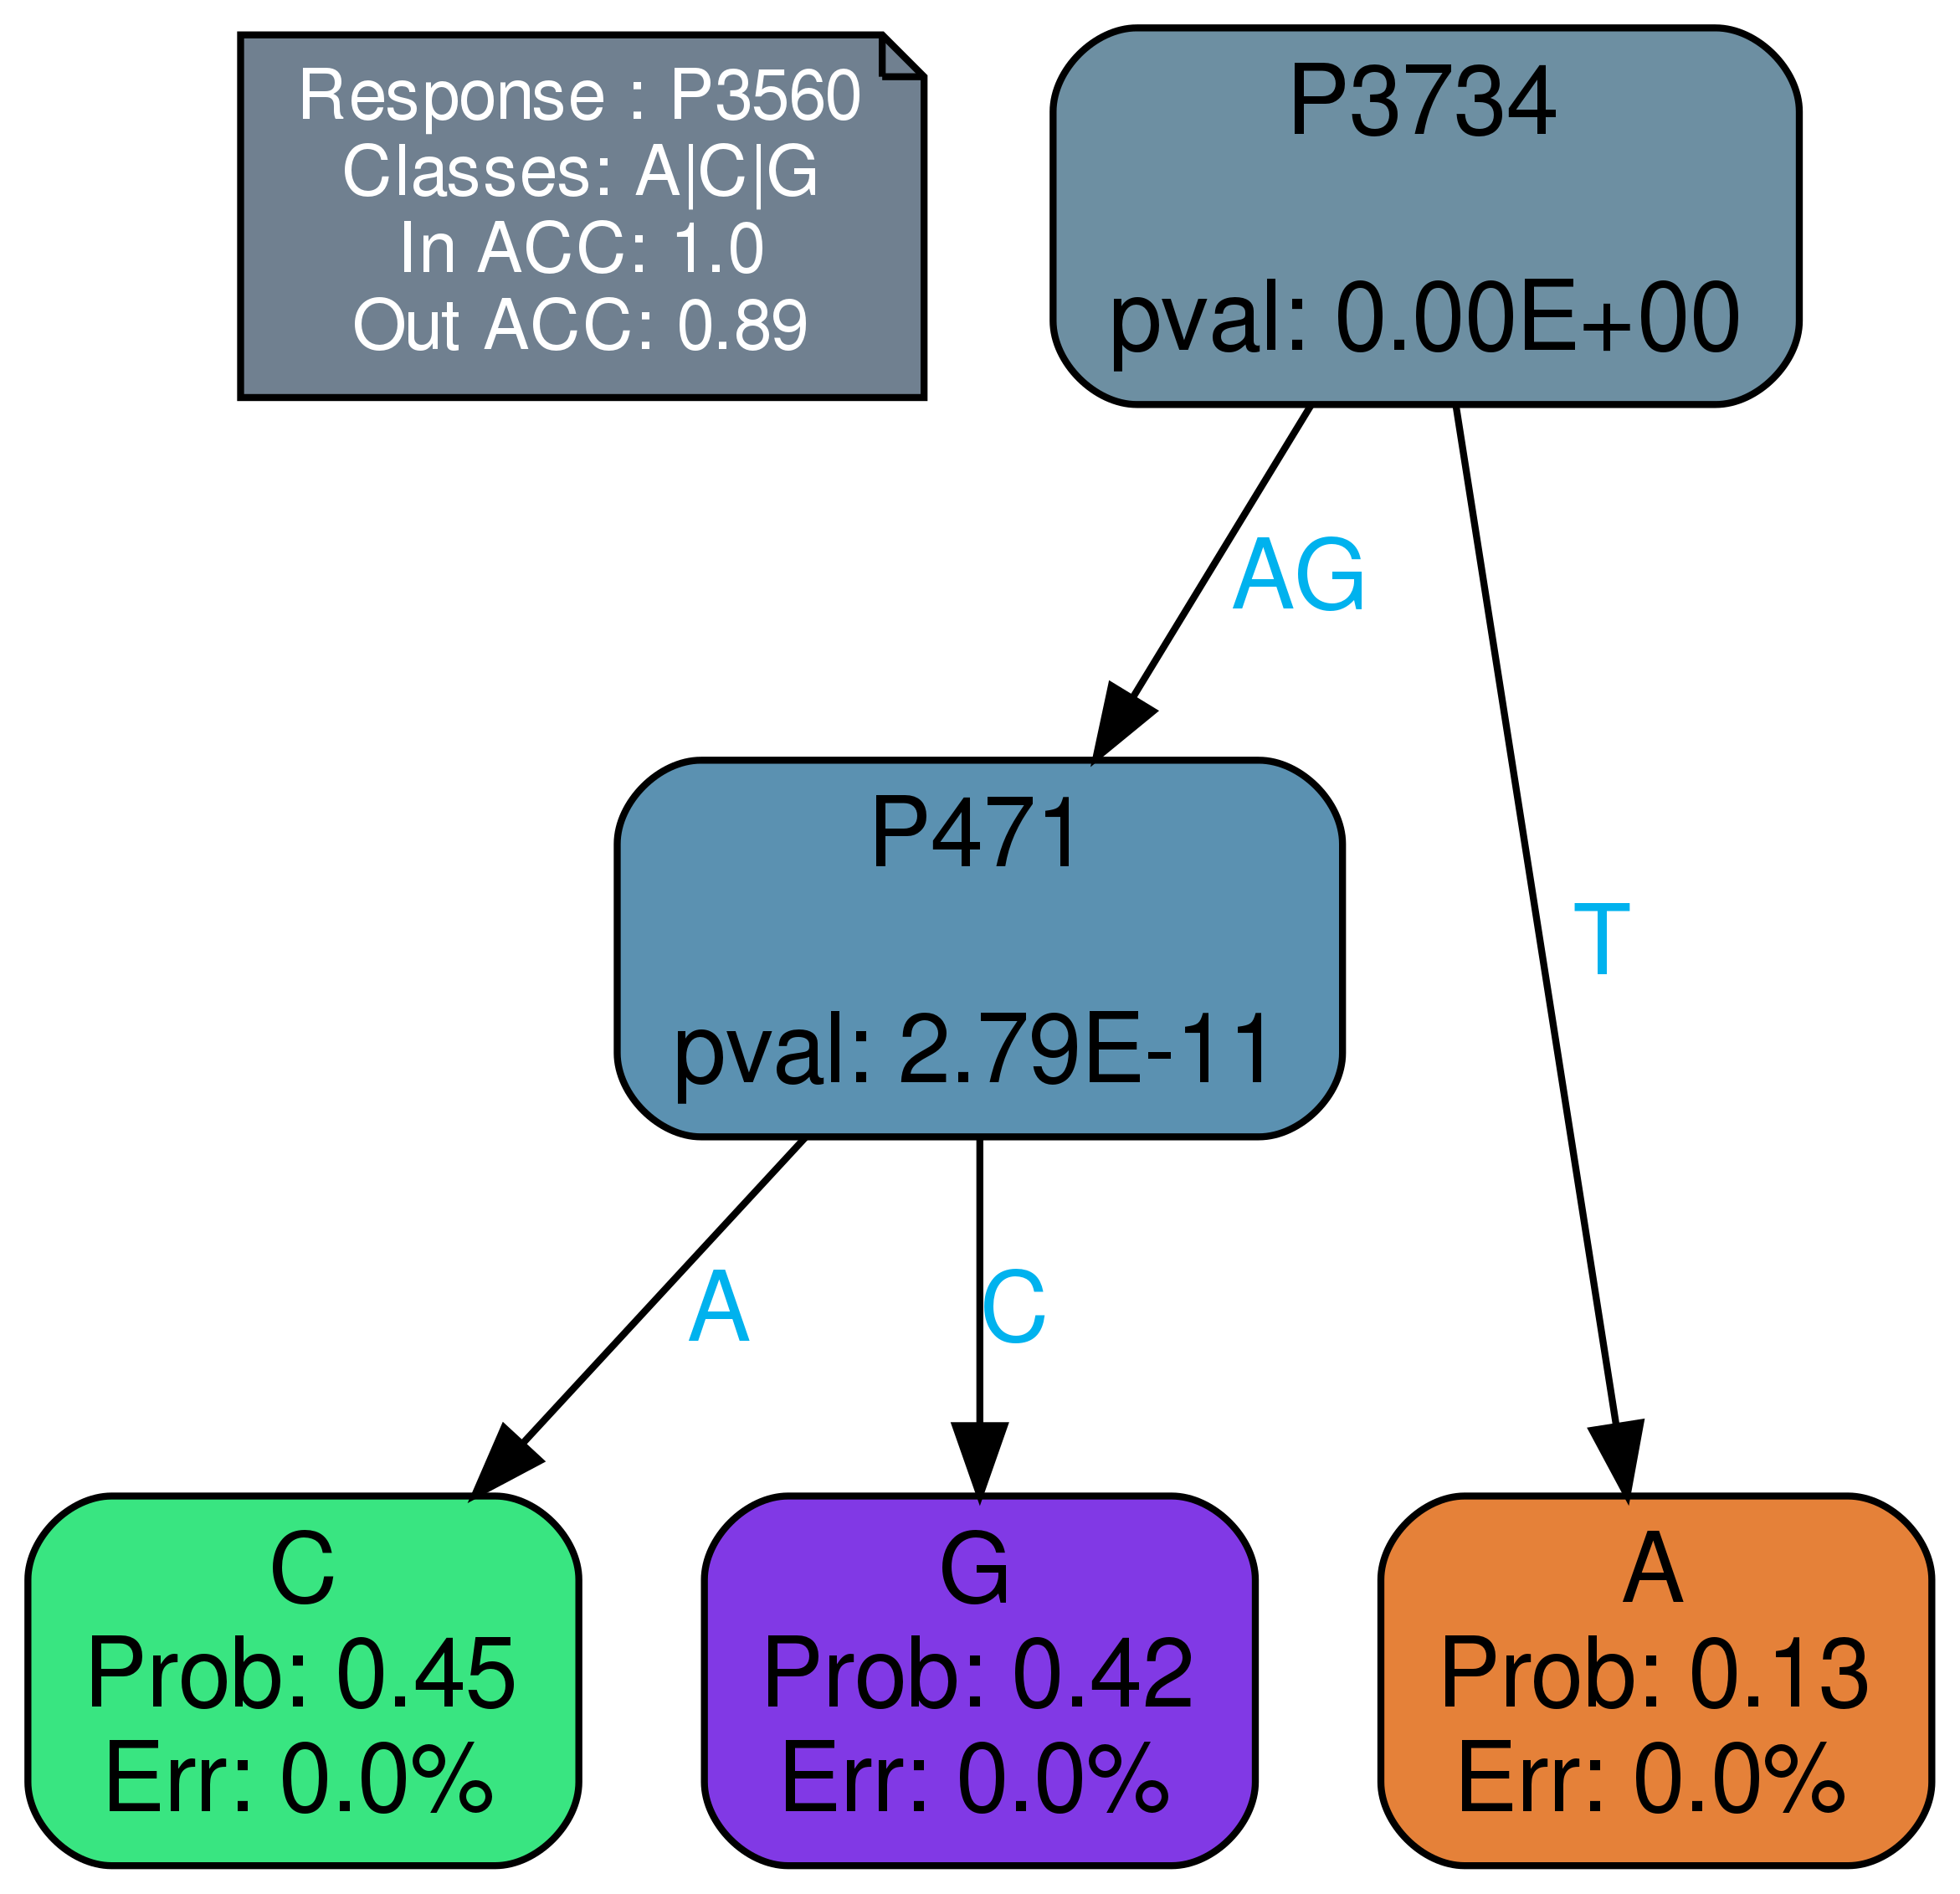 Response : P3560
Classes: A|C|G
In ACC: 1.0
Out ACC: 0.89
P3734
pval: 0.00E+00
AG
T
P471
pval: 2.79E-11
A
C
C
Prob: 0.45
Err: 0.0%
G
Prob: 0.42
Err: 0.0%
A
Prob: 0.13
Err: 0.0%